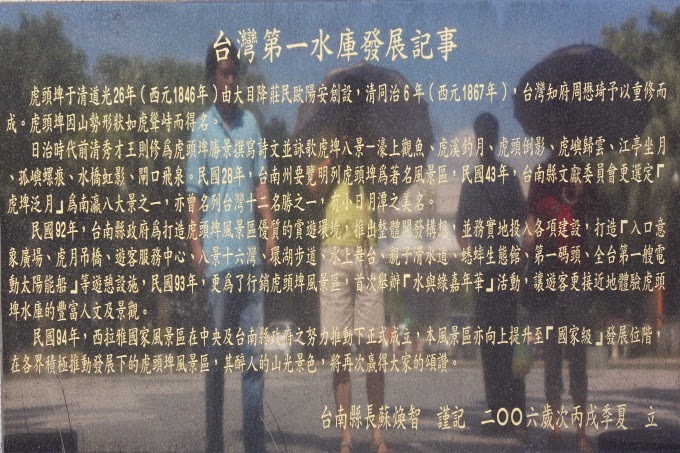 台灣第一水庫發展記事
虎頭埤于清道光26年（西元1846年）由大目降莊民歐陽安創設，清同治6年（西元1867年），台灣知府周懋琦予以重修而
成。虎頭埤因山勢形狀如虎聳峙而得名。
日治時代前清秀才王則修為虎頭埤勝景撰寫詩文並詠歌虎埤八景－濠上觀魚、虎溪釣月、虎頭倒影、虎嶼歸雲、江亭坐月
、孤嶼螺痕、水橋虹影、開口飛泉。民國28年，台南州要覽明列虎頭埤為著名風景區，民國43年，台南縣文獻委員會更選定『
虎埤泛月』為南瀛八大景之一，亦曾名列台灣十二名勝之一，有小日月潭之美名。
民國92年，台南縣政府為打造虎頭埤風景區優質的賞遊環境，推出整體開發構想，並務實地投入各項建設，打造『入口意
象廣場、虎月吊橋、遊客服務中心、八景十六灣、環湖步道、水上舞台、親子滑水道、蟋蟀生態館、第一碼頭、全台第一艘電
動太陽能船』等遊憩設施，民國93年，更為了行銷虎頭埤風景區，首次舉辦『水與綠嘉年華』活動，讓遊客更接近地體驗虎頭
埤水庫的豐富人文及景觀。
民國94年，西拉雅國家風景區在中央及台南縣政府之努力推動下正式成立，本風景區亦向上提升至『國家級』發展位階，
在各界積極推動發展下的虎頭埤風景區，其醉人的山光景色，將再次贏得大家的頌讚。
台南縣長蘇煥智　謹記　二〇〇六歲次丙戌季夏　立